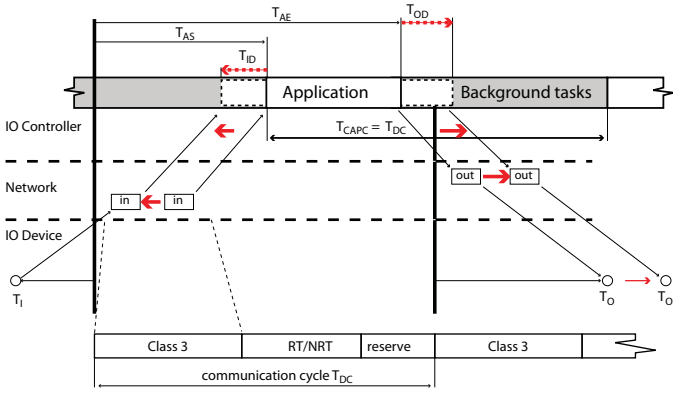 T_AE
T_OD
T_AS
T_ID
Application
Background tasks
IO Controller
T_CAPC = T_DC
Network
in
in
out
out
IO Device
T_I
T_O
T_O
Class 3
RT/NRT
reserve
Class 3
communication cycle T_DC